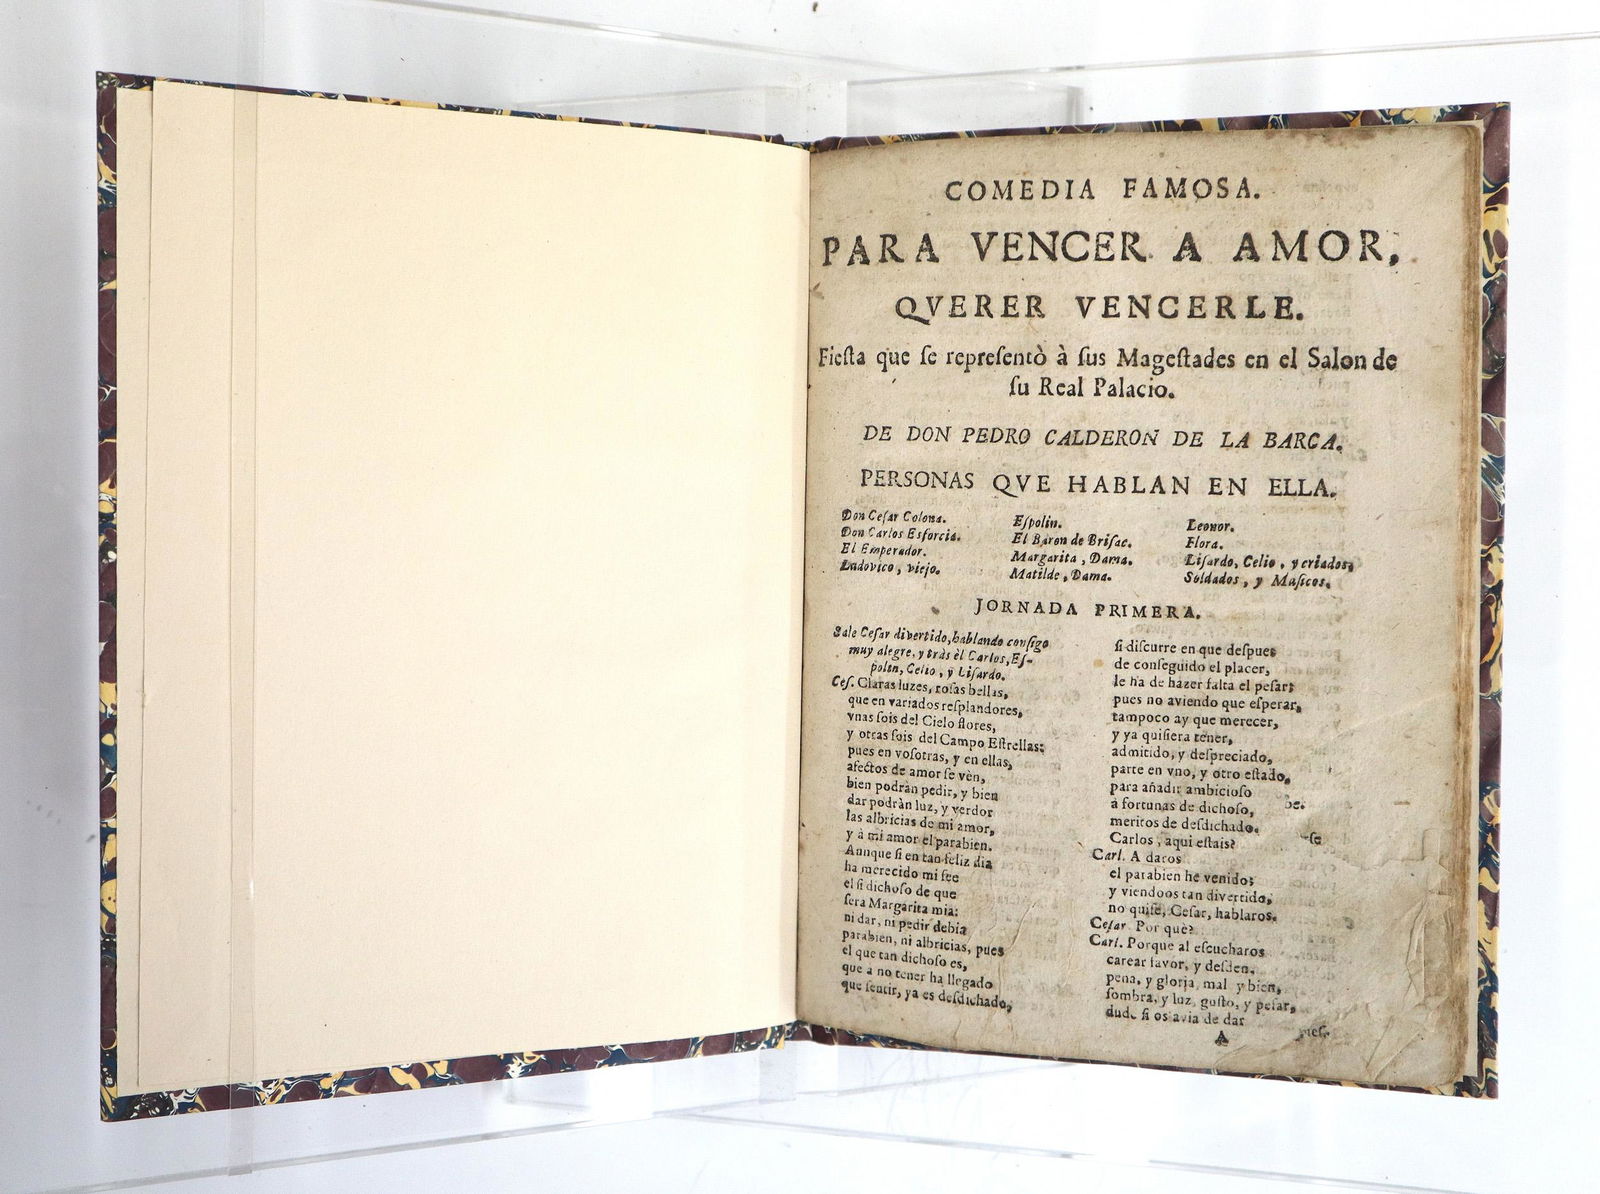 COMEDIA FAMOSA.
PARA VENCER A AMOR,
QVERER VENCERLE.
Fieſta que ſe repreſentò à ſus Mageſtades en el Salon de
ſu Real Palacio.
DE DON PEDRO CALDERON DE LA BARCA.
PERSONAS QVE HABLAN EN ELLA.
Don Ceſar Colona.
Don Carlos Esforcia.
El Emperador.
Ludovico, viejo.
Eſpolin.
El Baron de Briſac.
Margarita, Dama.
Matilde, Dama.
Leonor.
Flora.
Liſardo, Celio, y criados.
Soldados, y Muſicos.
JORNADA PRIMERA.
Sale Ceſar divertido, hablando conſigo
muy alegre, y tràs èl Carlos, Eſ-
polin, Celio, y Liſardo.
Ceſ. Claras luzes, roſas bellas,
que en variados reſplandores,
vnas ſois del Cielo flores,
y otras ſois del Campo Eſtrellas:
pues en voſotras, y en ellas,
afectos de amor ſe vèn,
bien podràn pedir, y bien
dar podràn luz, y verdor
las albricias de mi amor,
y à mi amor el parabien.
Aunque ſi en tan feliz dia
ha merecido mi fee
el ſi dichoſo de que
ſera Margarita mia:
ni dar, ni pedir debia
parabien, ni albricias, pues
el que tan dichoſo es,
que a no tener ha llegado
que ſentir, ya es deſdichado,
ſi diſcurre en que deſpues
de conſeguido el placer,
le ha de hazer falta el peſar;
pues no aviendo que eſperar,
tampoco ay que merecer,
y ya quiſiera tener,
admitido, y deſpreciado,
parte en vno, y otro eſtado,
para añadir ambicioſo
à fortunas de dichoſo,
meritos de deſdichado.
Carlos, aqui eſtais?
Carl. A daros
el parabien he venido;
y viendoos tan divertido,
no quiſe, Ceſar, hablaros.
Ceſar. Por què?
Carl. Porque al eſcucharos
carear favor, y deſden,
pena, y gloria, mal y bien,
ſombra, y luz, guſto, y peſar,
dudè ſi os avia de dar
A